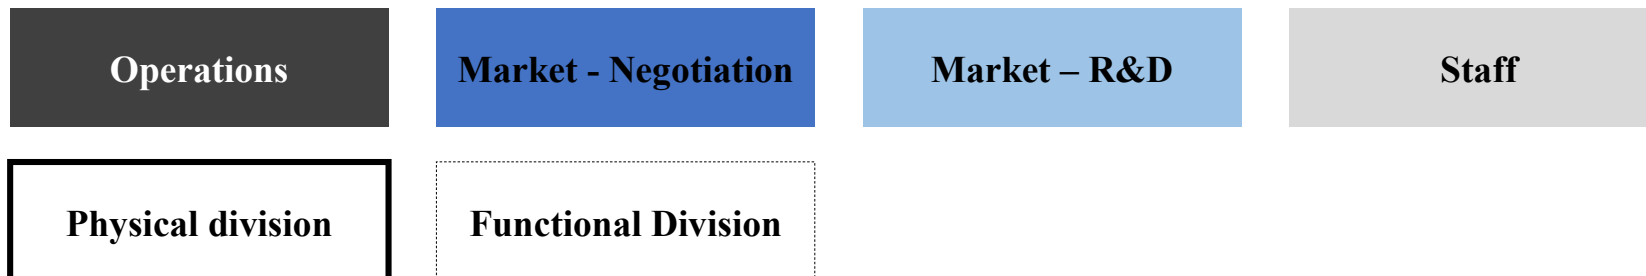 Operations
Market - Negotiation
Market – R&D
Staff
Physical division
Functional Division